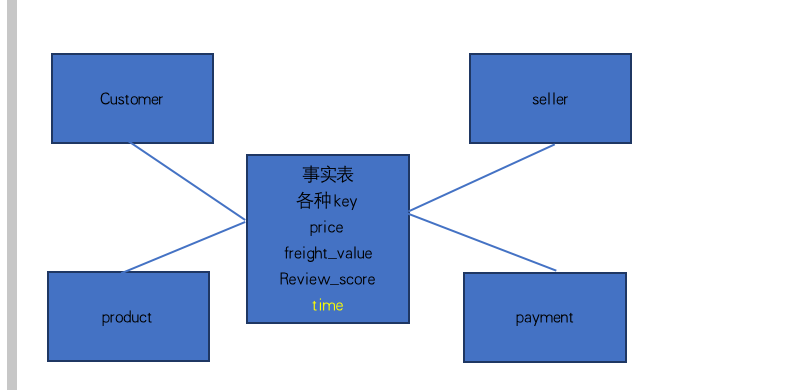 Customer
seller
事实表
各种key
price
freight_value
Review_score
time
product
payment